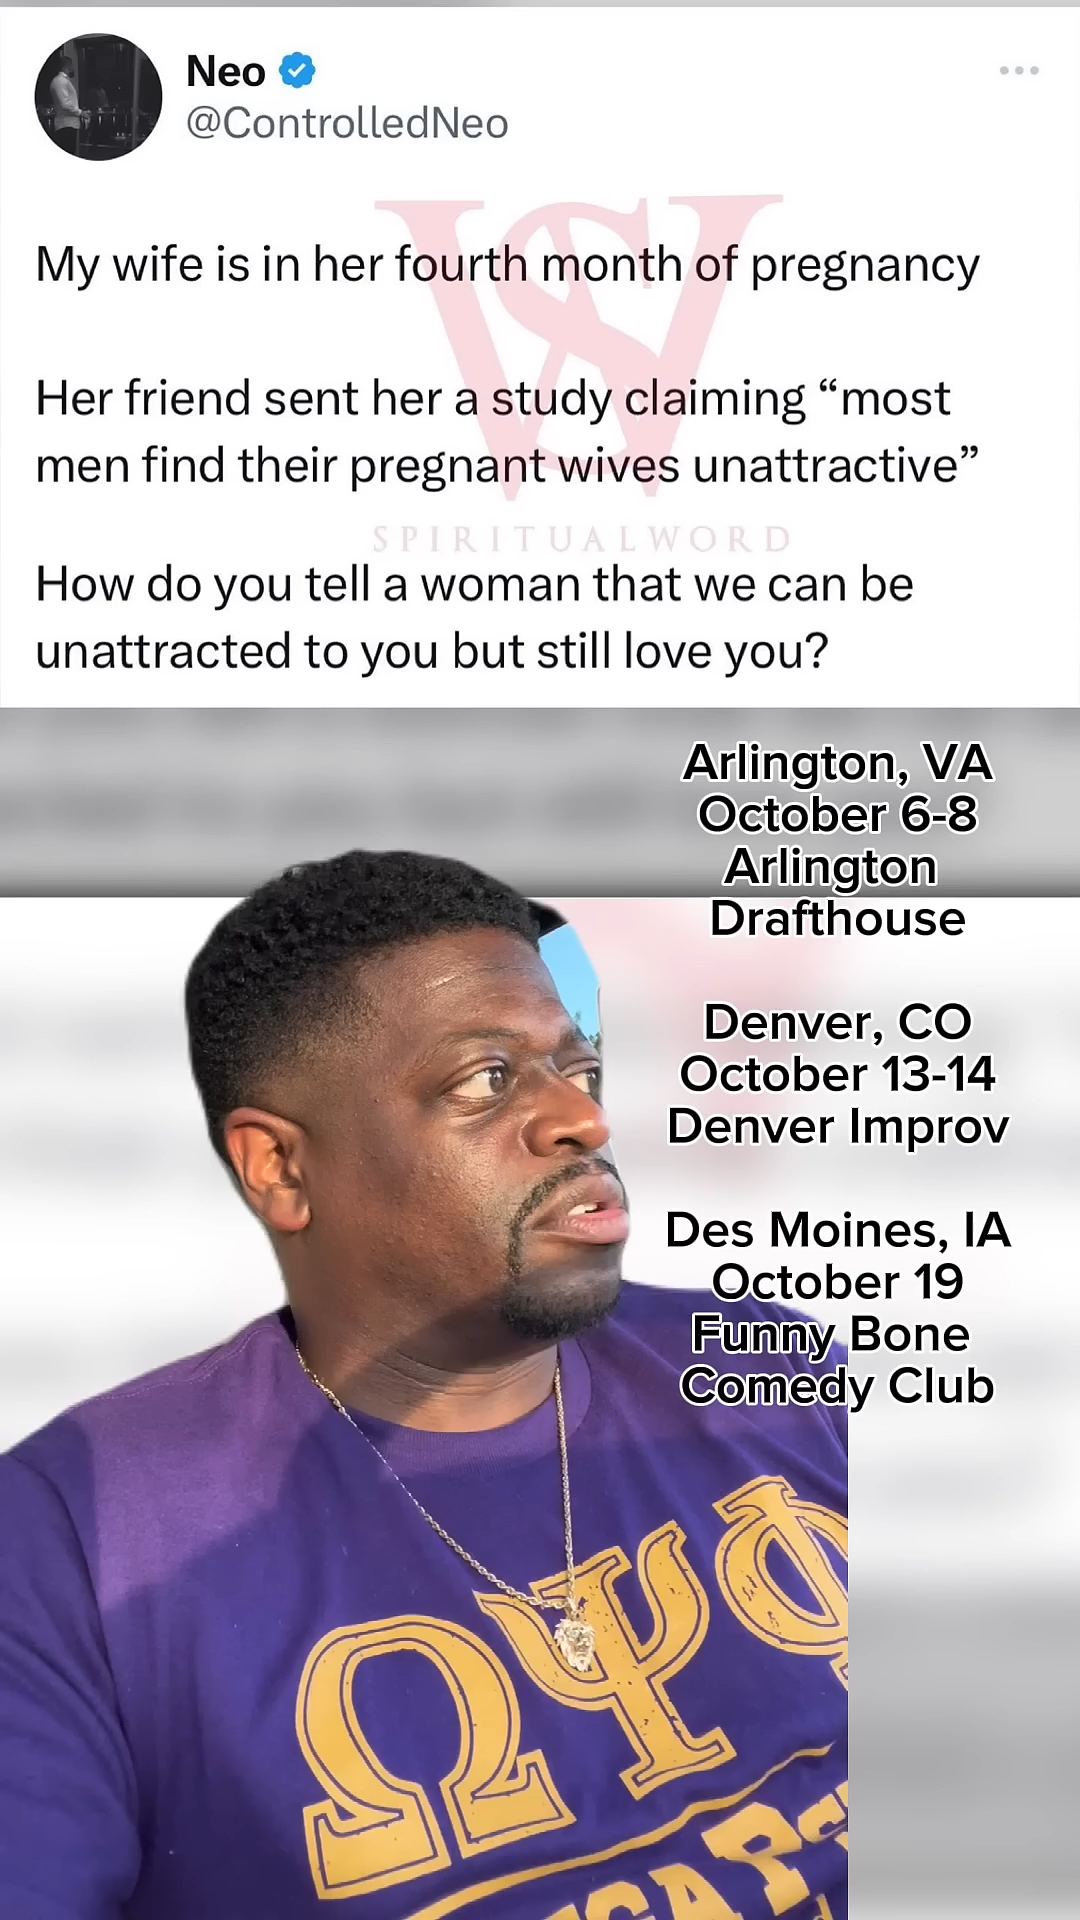 Neo
@ControlledNeo
My wife is in her fourth month of pregnancy
Her friend sent her a study claiming “most
men find their pregnant wives unattractive”
SPIRITUALWORD
How do you tell a woman that we can be
unattracted to you but still love you?
Arlington, VA
October 6-8
Arlington
Drafthouse
Denver, CO
October 13-14
Denver Improv
Des Moines, IA
October 19
Funny Bone
Comedy Club
ΩΨΦ